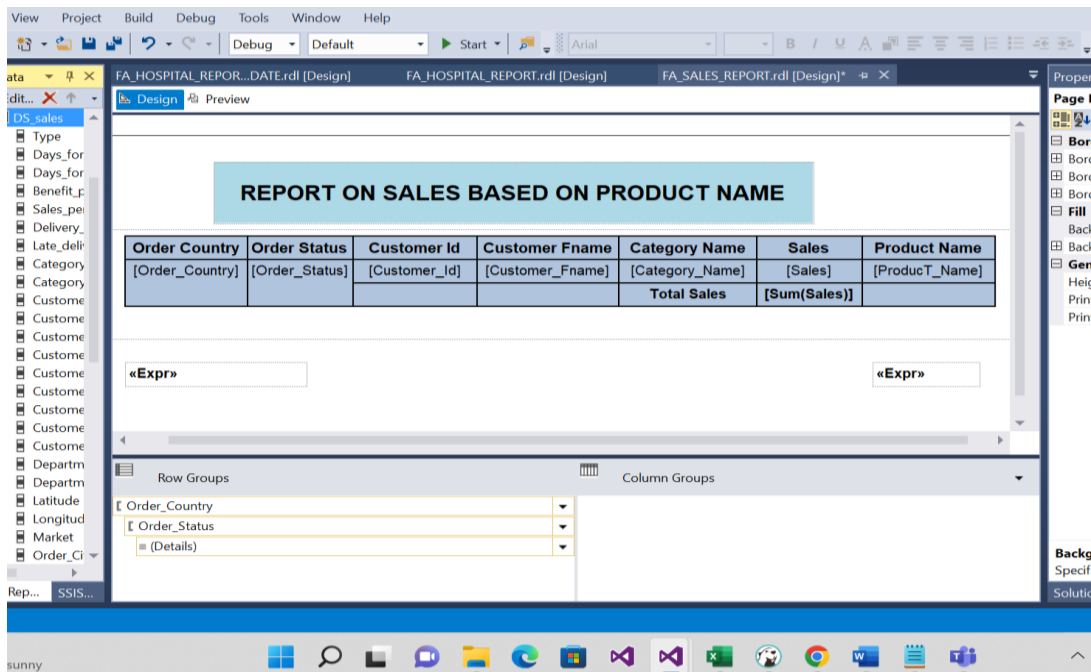 View Project Build Debug Tools Window Help
Debug Default Start Arial B I U A
ata
FA_HOSPITAL_REPOR...DATE.rdl [Design] FA_HOSPITAL_REPORT.rdl [Design] FA_SALES_REPORT.rdl [Design]*
Proper
dit...
Design Preview
Page
DS_sales
Type
Days_for
Days_for
Benefit_p
Sales_per
Delivery_
Late_deli
Category
Category
Custome
Custome
Custome
Custome
Custome
Custome
Custome
Custome
Custome
Departm
Departm
Latitude
Longitud
Market
Order_Ci
Rep... SSIS...
REPORT ON SALES BASED ON PRODUCT NAME
Order Country Order Status Customer Id Customer Fname Category Name Sales Product Name
[Order_Country] [Order_Status] [Customer_Id] [Customer_Fname] [Category_Name] [Sales] [ProducT_Name]
Total Sales [Sum(Sales)]
«Expr» «Expr»
Row Groups Column Groups
Order_Country
Order_Status
(Details)
Bor
Bord
Bord
Bord
Fill
Back
Back
Gen
Heig
Prin
Prin
Backg
Specif
Solutio
sunny